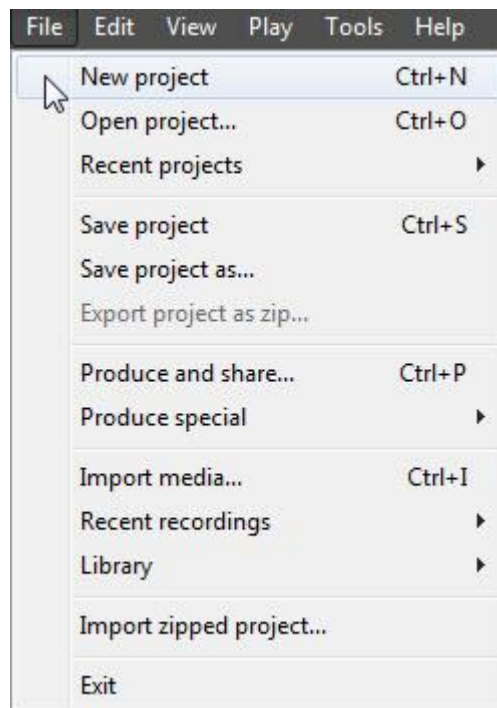 File Edit View Play Tools Help
New project Ctrl+N
Open project... Ctrl+O
Recent projects
Save project Ctrl+S
Save project as...
Export project as zip...
Produce and share... Ctrl+P
Produce special
Import media... Ctrl+I
Recent recordings
Library
Import zipped project...
Exit